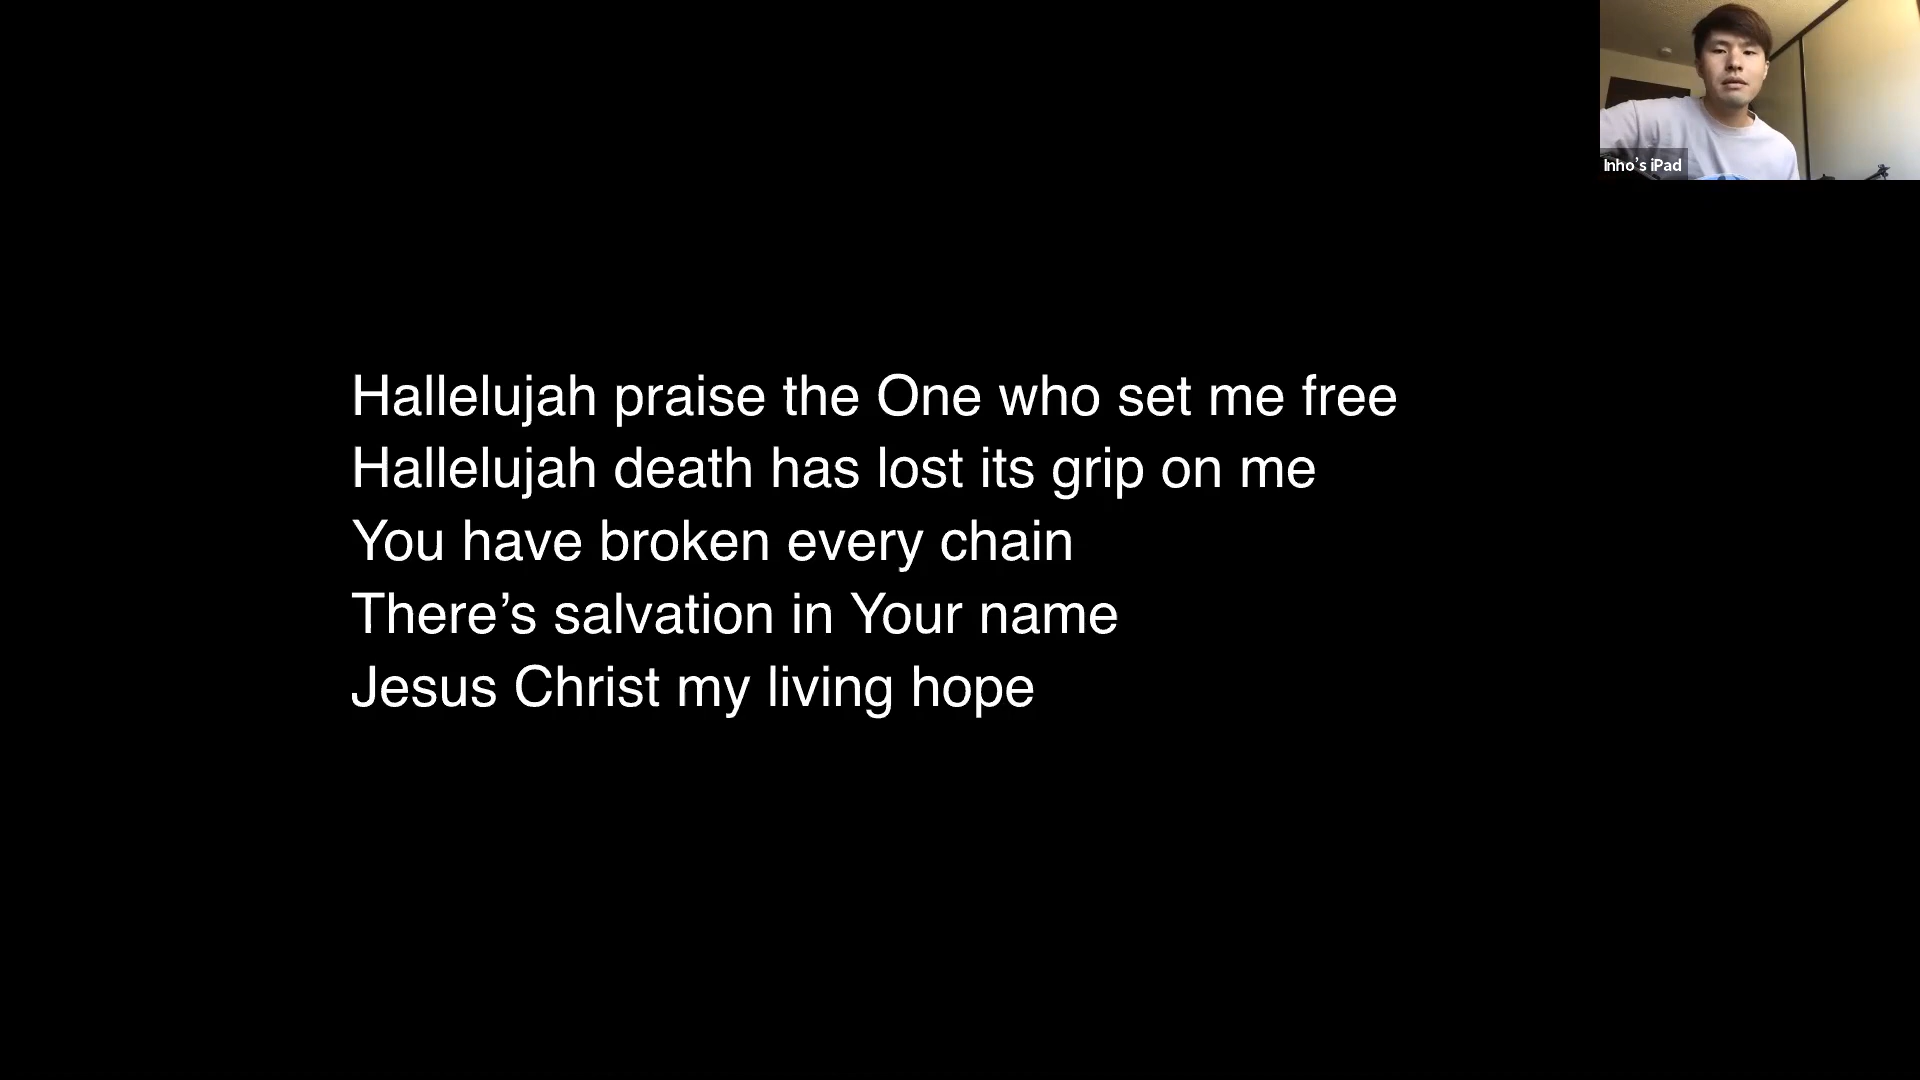 Inho's iPad
Hallelujah praise the One who set me free
Hallelujah death has lost its grip on me
You have broken every chain
There’s salvation in Your name
Jesus Christ my living hope